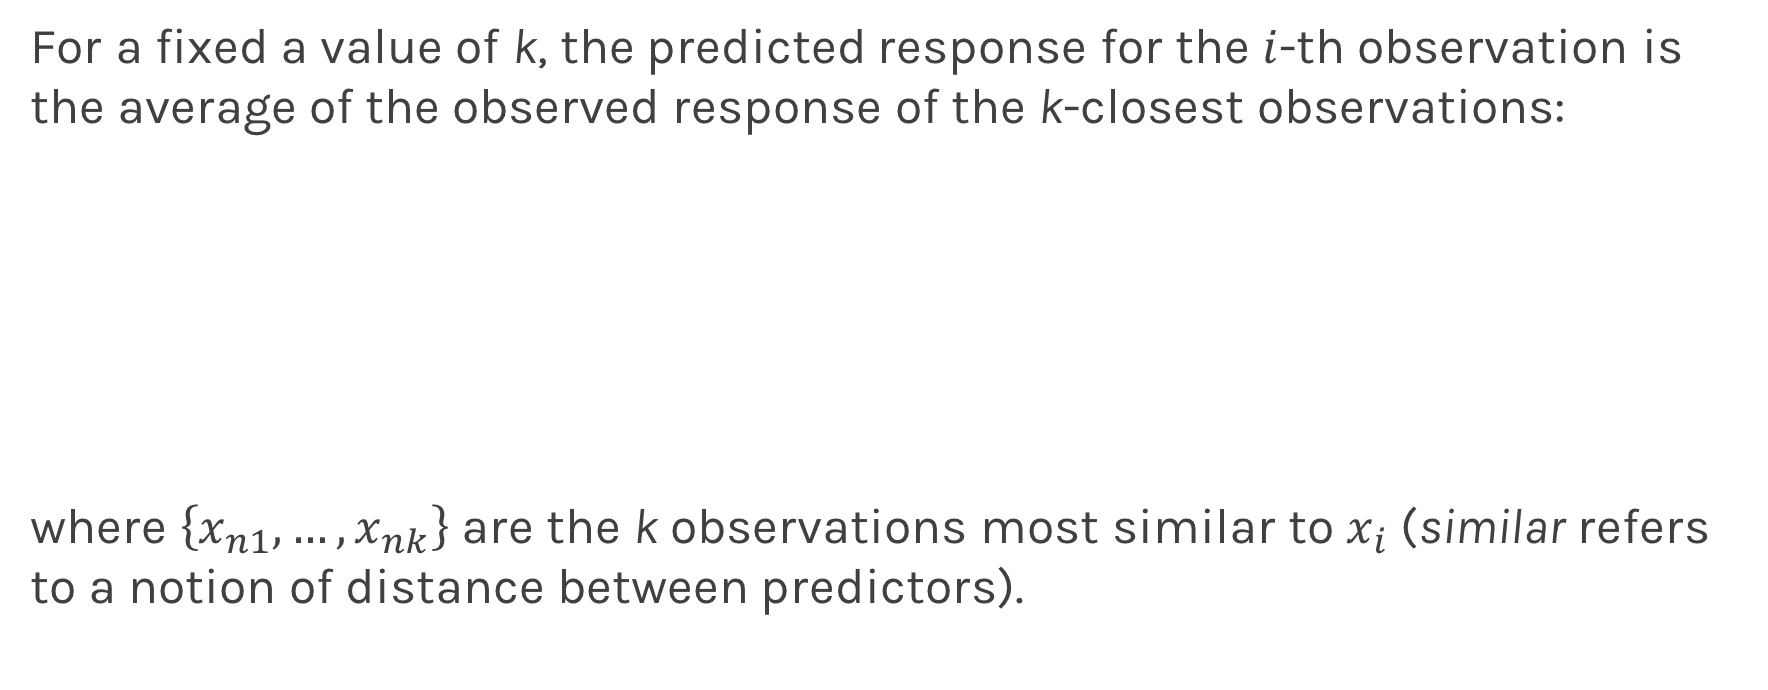 For a fixed a value of k, the predicted response for the i-th observation is
the average of the observed response of the k-closest observations:
where {xₙ₁, … , xₙₖ} are the k observations most similar to xᵢ (similar refers
to a notion of distance between predictors).